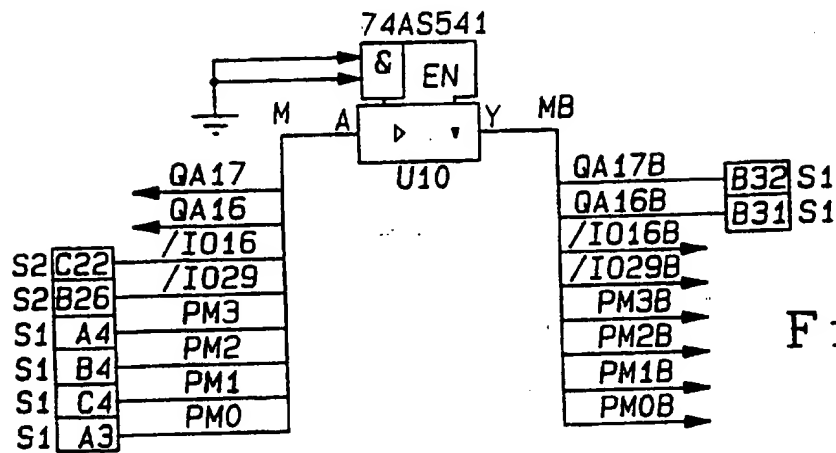 74AS541
& EN
M A Y MB
U10
QA17 QA17B B32 S1
QA16 QA16B B31 S1
S2 C22 /IO16 /IO16B
S2 B26 /IO29 /IO29B
S1 A4 PM3 PM3B
S1 B4 PM2 PM2B
S1 C4 PM1 PM1B
S1 A3 PM0 PM0B